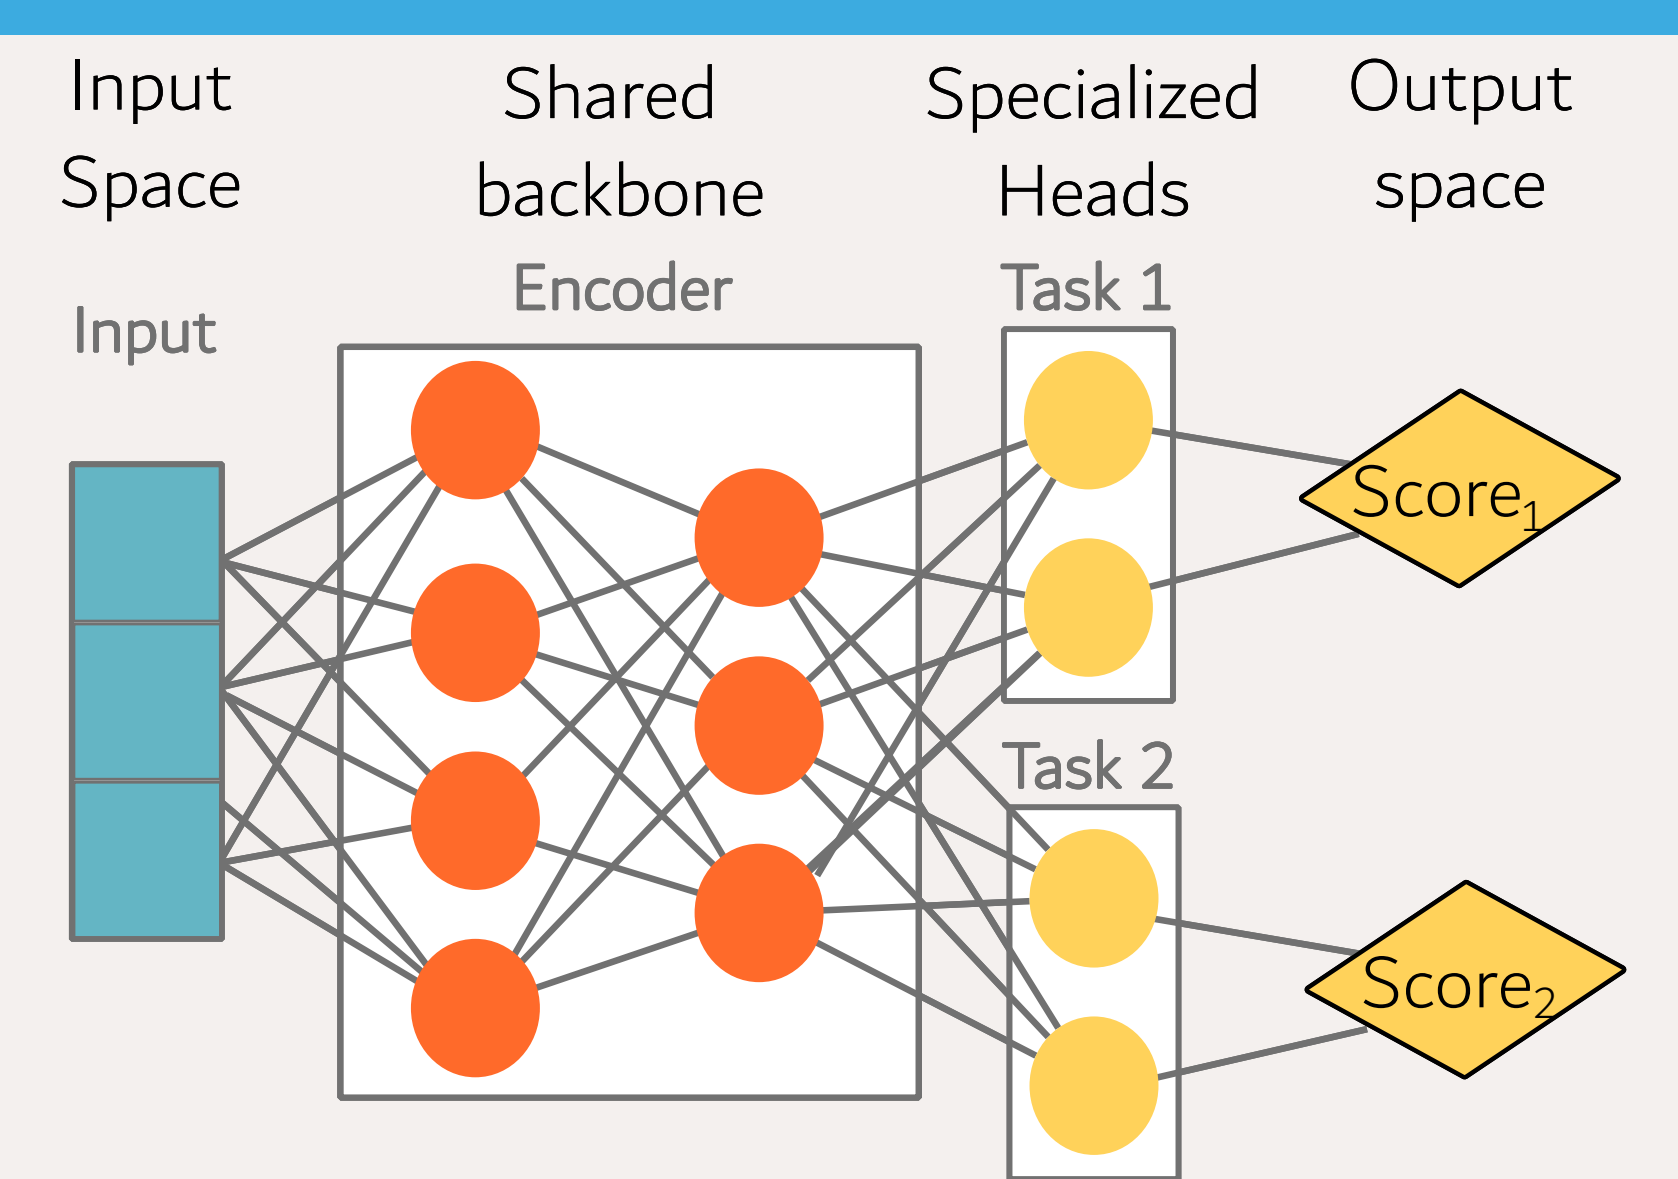 Input
Space
Shared
backbone
Specialized
Heads
Output
space
Input
Encoder
Task 1
Task 2
Score₁
Score₂